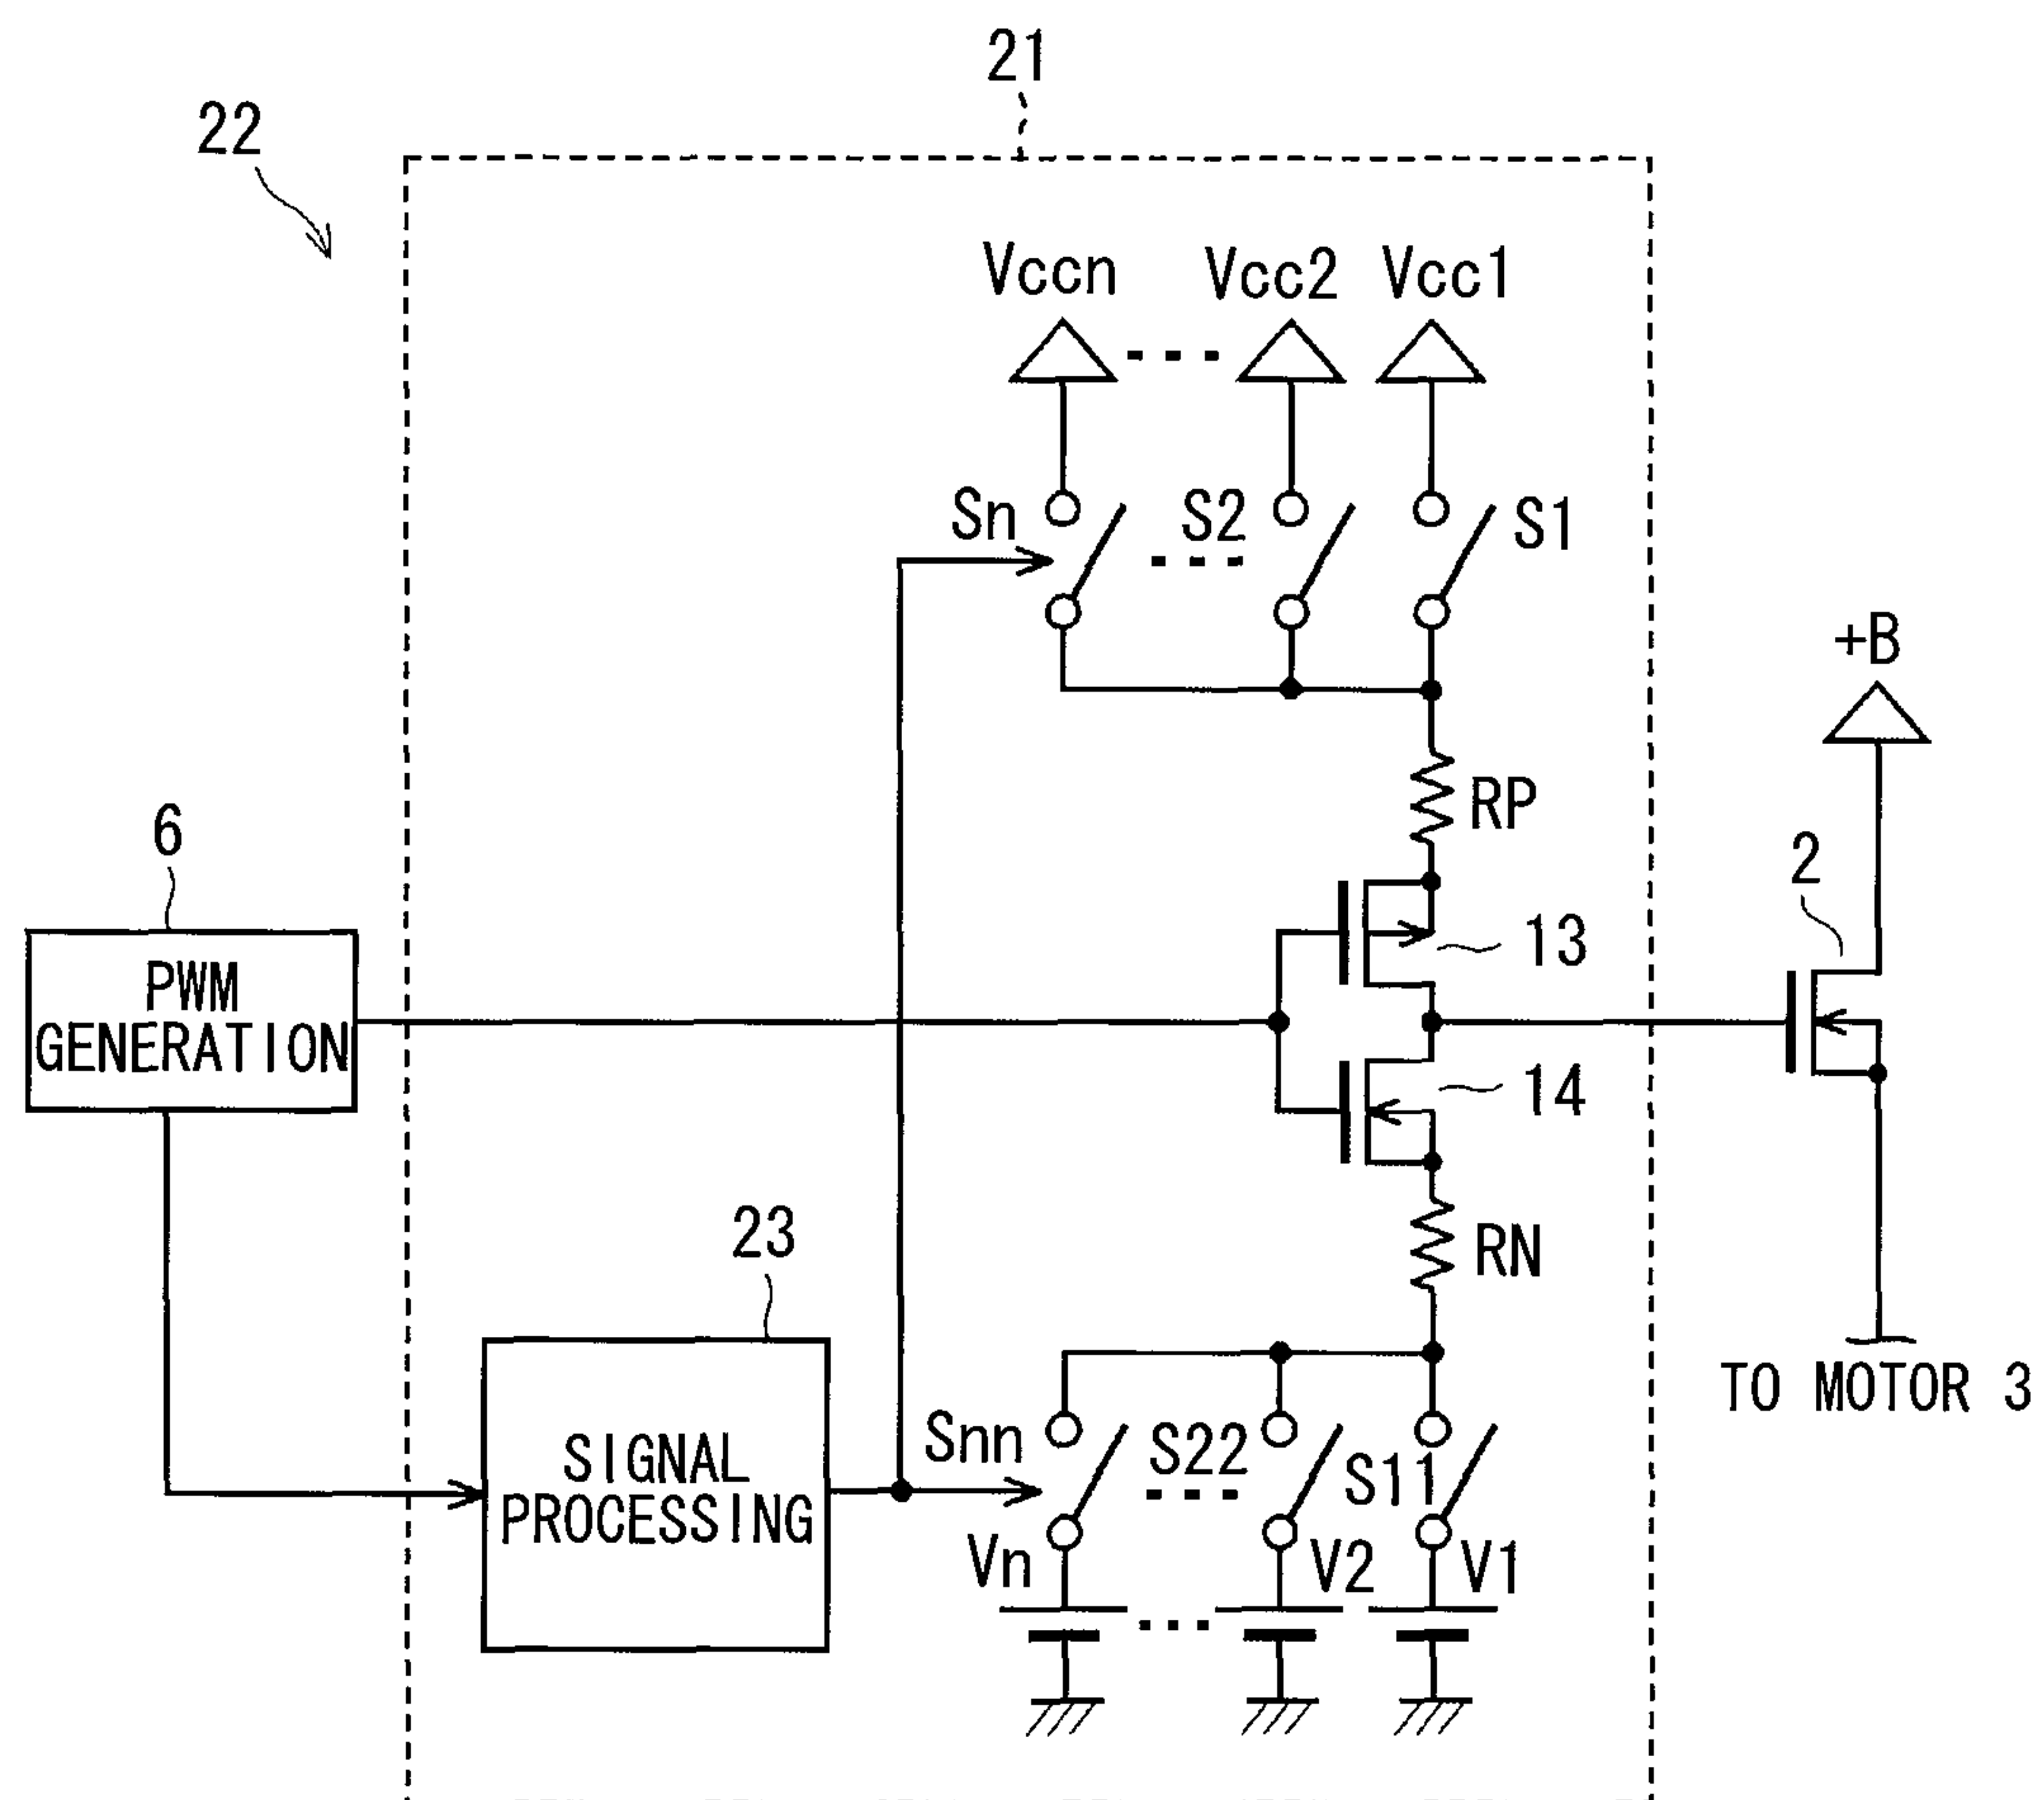 21
22
Vccn
Vcc2
Vcc1
Sn
S2
S1
+B
RP
6
2
13
PWM
GENERATION
14
23
RN
TO MOTOR 3
Snn
S22
S11
SIGNAL
PROCESSING
Vn
V2
V1